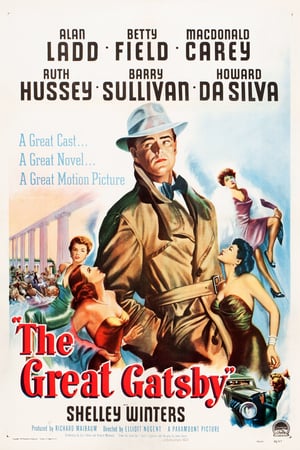 ALAN LADD · BETTY FIELD · MACDONALD CAREY
RUTH HUSSEY · BARRY SULLIVAN · HOWARD DA SILVA
A Great Cast...
A Great Novel...
A Great Motion Picture
"The
Great Gatsby"
SHELLEY WINTERS
Produced by RICHARD MAIBAUM Directed by ELLIOTT NUGENT A PARAMOUNT PICTURE